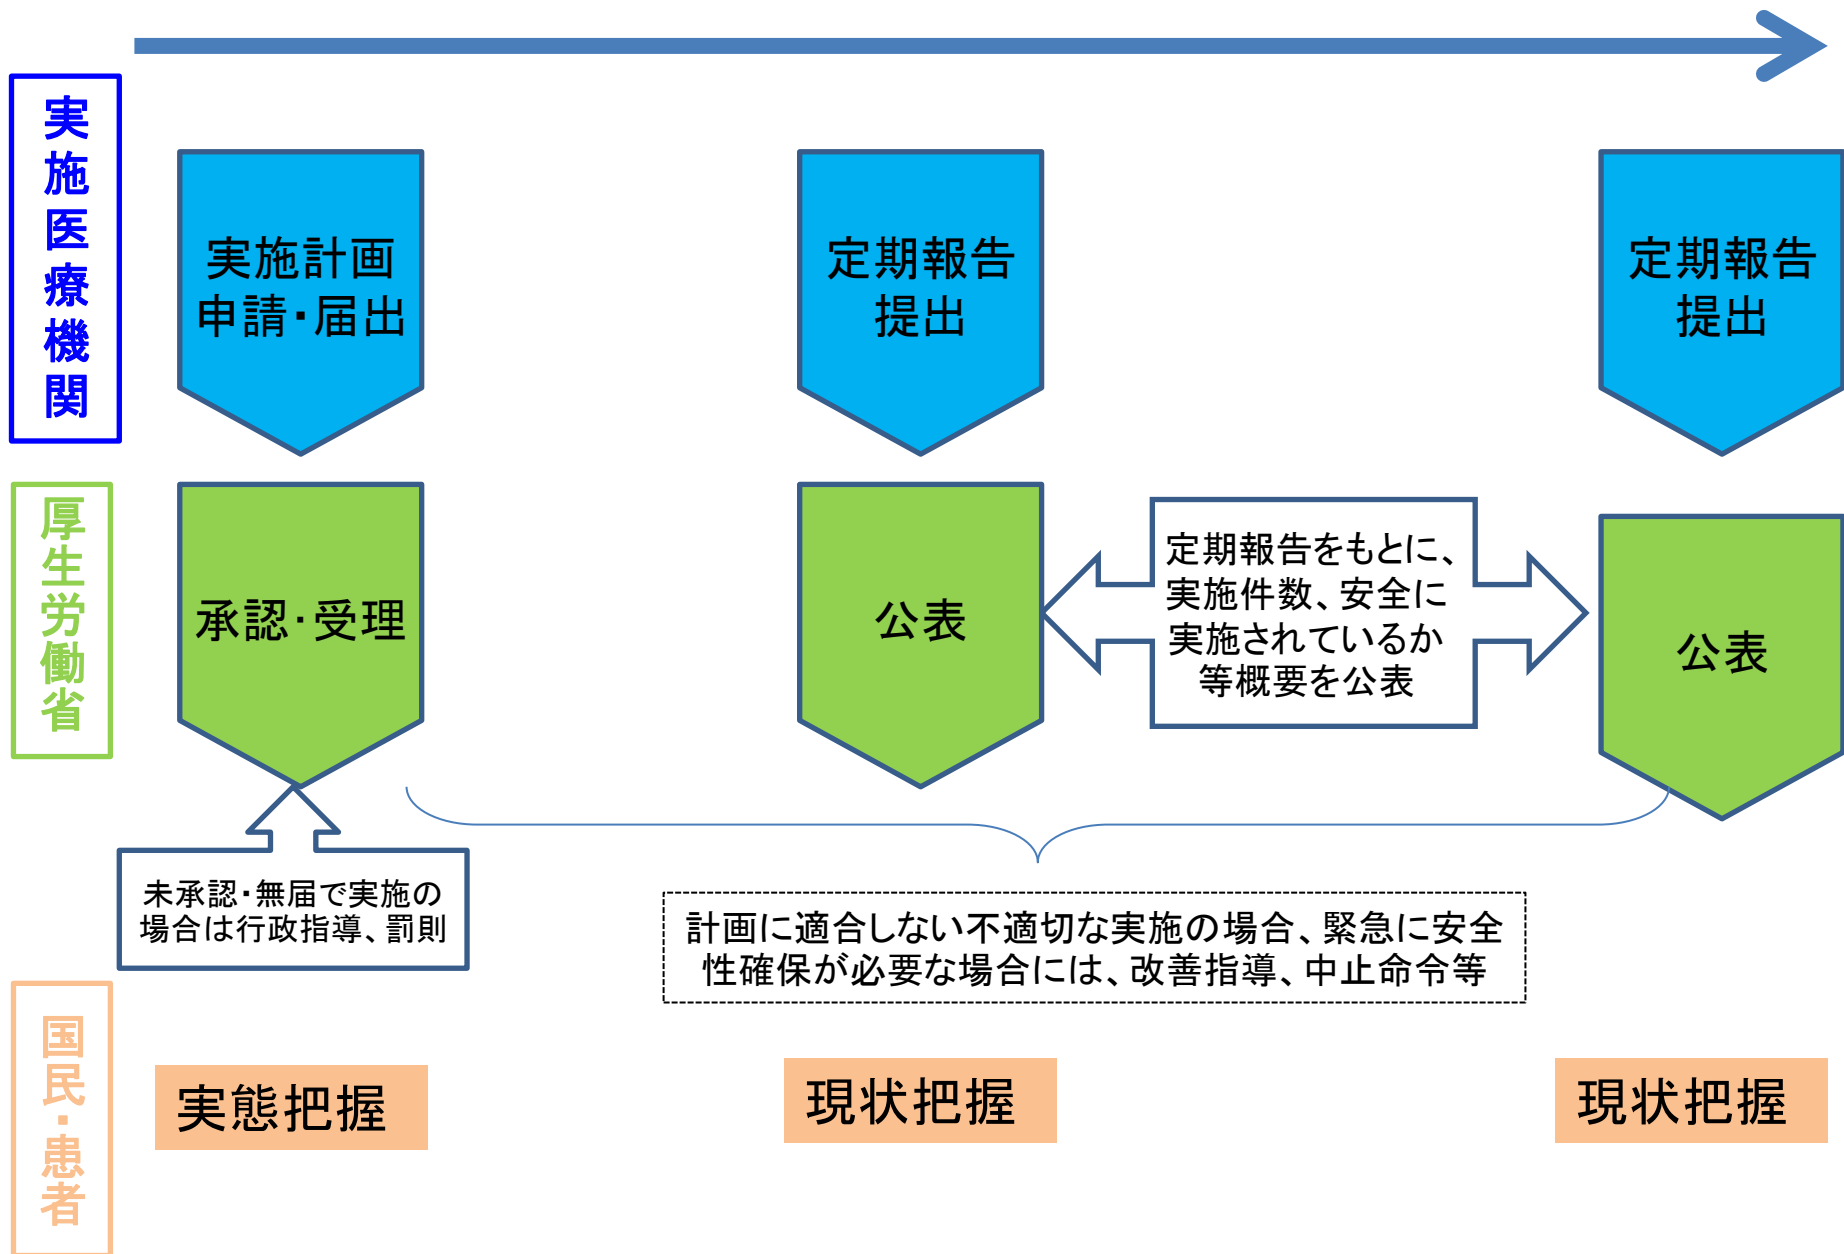 実施医療機関
実施計画
申請・届出
定期報告
提出
定期報告
提出
厚生労働省
承認・受理
公表
定期報告をもとに、
実施件数、安全に
実施されているか
等概要を公表
公表
未承認・無届で実施の
場合は行政指導、罰則
計画に適合しない不適切な実施の場合、緊急に安全
性確保が必要な場合には、改善指導、中止命令等
国民・患者
実態把握
現状把握
現状把握